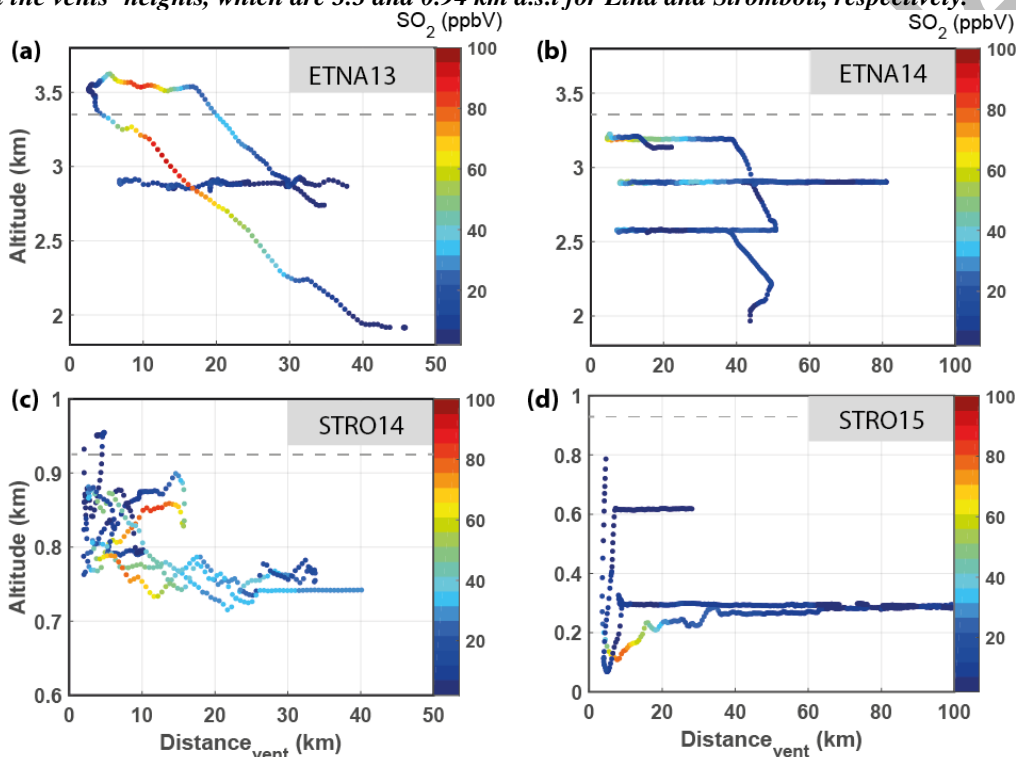 the vents' heights, which are 3.3 and 0.94 km a.s.l for Etna and Stromboli, respectively.
SO2 (ppbV)
SO2 (ppbV)
(a)
ETNA13
100
80
60
40
20
3.5
3
2.5
2
Altitude (km)
0 10 20 30 40 50
(b)
ETNA14
100
80
60
40
20
3.5
3
2.5
2
0 20 40 60 80 100
(c)
STRO14
100
80
60
40
20
1
0.9
0.8
0.7
0.6
Altitude (km)
0 10 20 30 40 50
Distancevent (km)
(d)
STRO15
100
80
60
40
20
1
0.8
0.6
0.4
0.2
0
0 20 40 60 80 100
Distancevent (km)